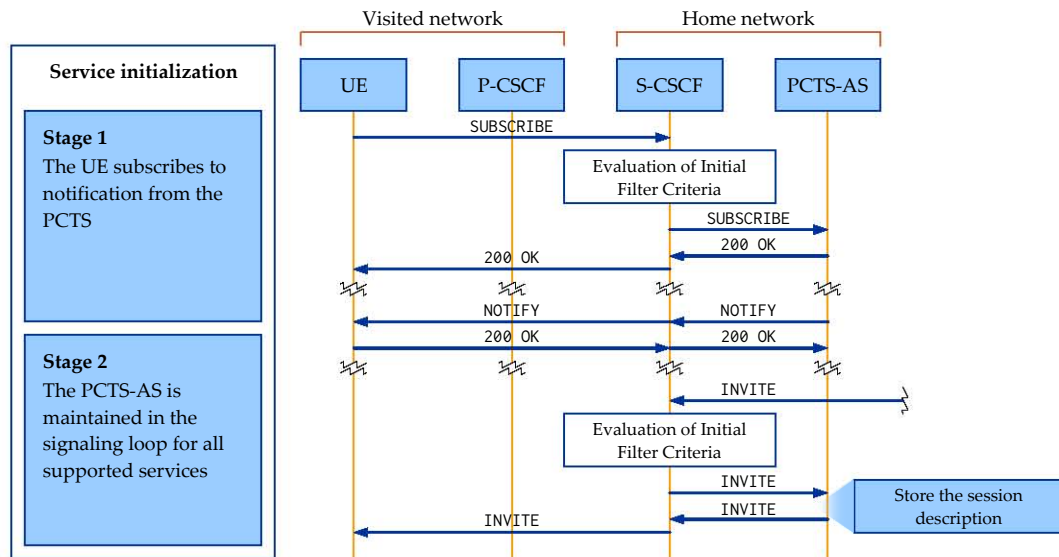 Visited network
Home network
Service initialization
UE
P-CSCF
S-CSCF
PCTS-AS
Stage 1
The UE subscribes to
notification from the
PCTS
SUBSCRIBE
Evaluation of Initial
Filter Criteria
SUBSCRIBE
200 OK
200 OK
NOTIFY
NOTIFY
200 OK
200 OK
Stage 2
The PCTS-AS is
maintained in the
signaling loop for all
supported services
INVITE
Evaluation of Initial
Filter Criteria
INVITE
INVITE
INVITE
Store the session
description